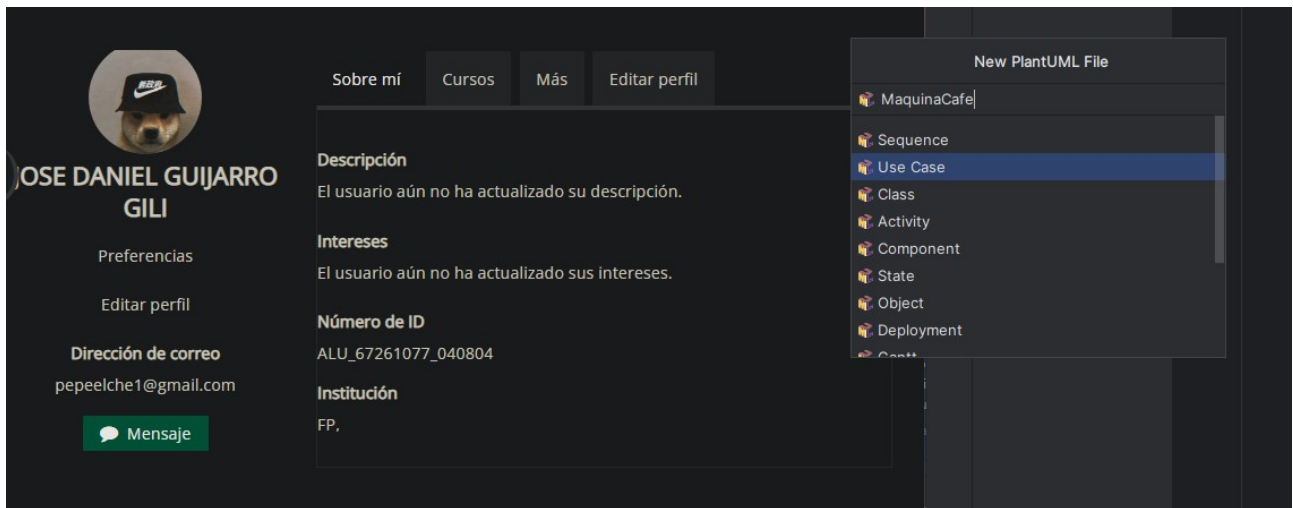 JOSE DANIEL GUIJARRO
GILI
Preferencias
Editar perfil
Dirección de correo
pepeelche1@gmail.com
Mensaje
Sobre mí
Cursos
Más
Editar perfil
Descripción
El usuario aún no ha actualizado su descripción.
Intereses
El usuario aún no ha actualizado sus intereses.
Número de ID
ALU_67261077_040804
Institución
FP,
New PlantUML File
MaquinaCafe
Sequence
Use Case
Class
Activity
Component
State
Object
Deployment
Gantt